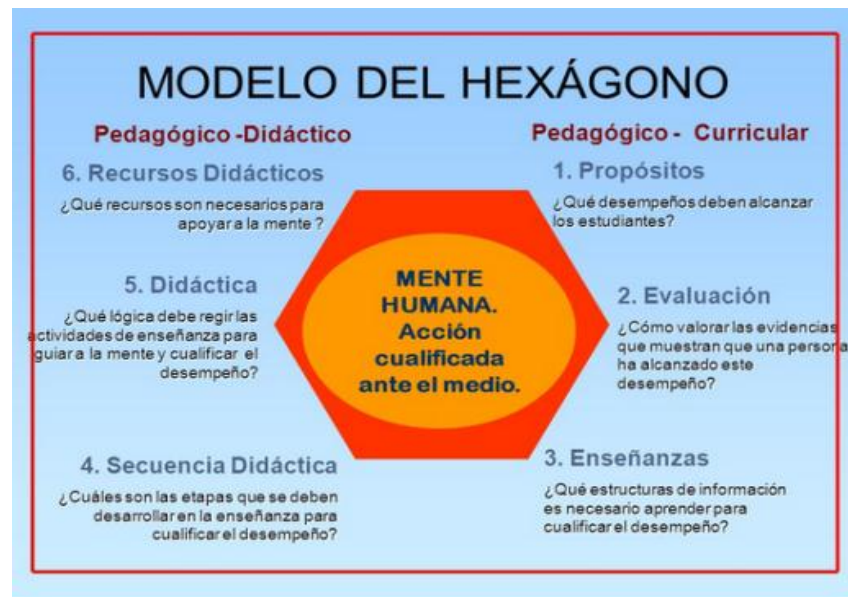 MODELO DEL HEXÁGONO
Pedagógico -Didáctico
6. Recursos Didácticos
¿Qué recursos son necesarios para
apoyar a la mente ?
5. Didáctica
¿Qué lógica debe regir las
actividades de enseñanza para
guiar a la mente y cualificar el
desempeño?
4. Secuencia Didáctica
¿Cuáles son las etapas que se deben
desarrollar en la enseñanza para
cualificar el desempeño?
MENTE
HUMANA.
Acción
cualificada
ante el medio.
Pedagógico - Curricular
1. Propósitos
¿Qué desempeños deben alcanzar
los estudiantes?
2. Evaluación
¿Cómo valorar las evidencias
que muestran que una persona
ha alcanzado este
desempeño?
3. Enseñanzas
¿Qué estructuras de información
es necesario aprender para
cualificar el desempeño?